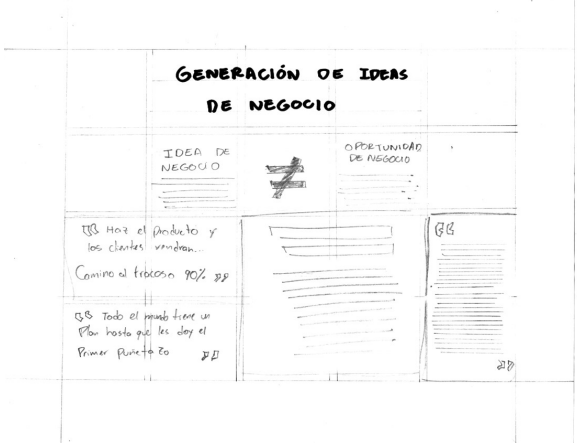 GENERACIÓN DE IDEAS
DE NEGOCIO
IDEA DE
NEGOCIO
≠
OPORTUNIDAD
DE NEGOCIO
❝ Haz el producto y
los clientes vendran...
Camino al fracaso 90% ❞
❝ Todo el mundo tiene un
Plan hasta que les doy el
Primer puñetazo ❞
❝
❞